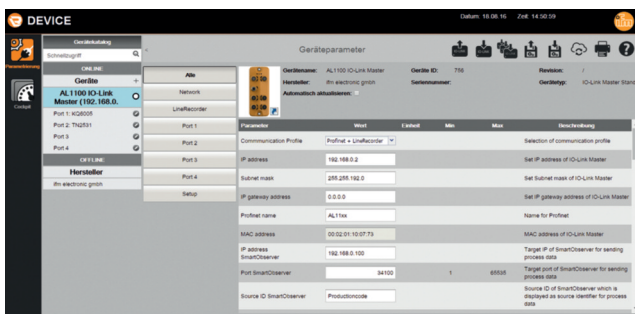 DEVICE
Datum: 18.08.16 Zeit: 14:50:59
Parametrierung
Cockpit
Gerätekatalog
Schnellzugriff
ONLINE
Geräte +
AL1100 IO-Link
Master (192.168.0.
Port 1: KQ6005
Port 2: TN2531
Port 3
Port 4
OFFLINE
Hersteller
ifm electronic gmbh
Alle
Network
LineRecorder
Port 1
Port 2
Port 3
Port 4
Setup
Geräteparameter
Gerätename: AL1100 IO-Link Master Geräte ID: 778 Revision: /
Hersteller: ifm electronic gmbh Seriennummer: Gerätetyp: IO-Link Master Stand
Automatisch aktualisieren:
Parameter Wert Einheit Min Max Beschreibung
Commmunication Profile Profinet + LineRecorder Selection of communication profile
IP address 192.168.0.2 Set IP address of IO-Link Master
Subnet mask 255.255.192.0 Set Subnet mask of IO-Link Master
IP gateway address 0.0.0.0 Set IP gateway address of IO-Link Master
Profinet name AL11xx Name for Profinet
MAC address 00:02:01:10:07:73 MAC address of IO-Link Master
IP address
SmartObserver 192.168.0.100 Target IP of SmartObserver for sending
process data
Port SmartObserver 34100 1 65535 Target port of SmartObserver for sending
process data
Source ID SmartObserver Productioncode Source ID of SmartObserver which is
displayed as source identifier for process
data